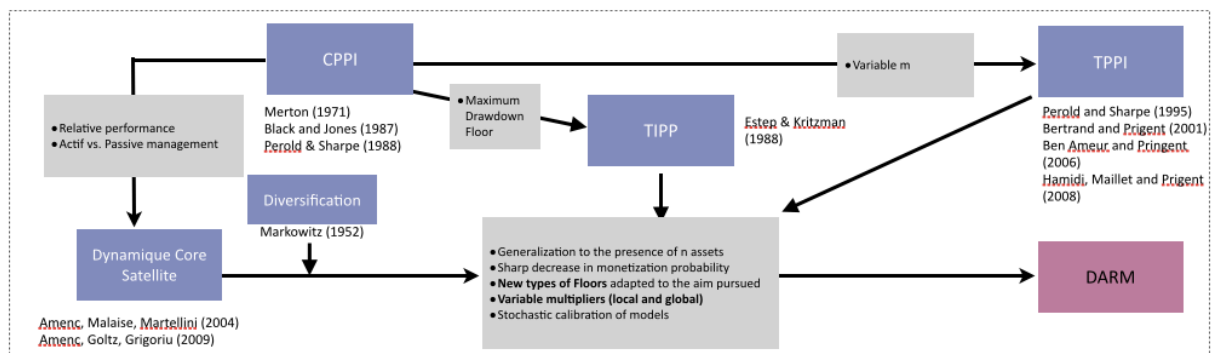 CPPI
Merton (1971)
Black and Jones (1987)
Perold & Sharpe (1988)
●Variable m
TPPI
Perold and Sharpe (1995)
Bertrand and Prigent (2001)
Ben Ameur and Pringent
(2006)
Hamidi, Maillet and Prigent
(2008)
●Maximum
Drawdown
Floor
TIPP
Estep & Kritzman
(1988)
●Relative performance
●Actif vs. Passive management
Diversification
Markowitz (1952)
Dynamique Core
Satellite
Amenc, Malaise, Martellini (2004)
Amenc, Goltz, Grigoriu (2009)
●Generalization to the presence of n assets
●Sharp decrease in monetization probability
●New types of Floors adapted to the aim pursued
●Variable multipliers (local and global)
●Stochastic calibration of models
DARM